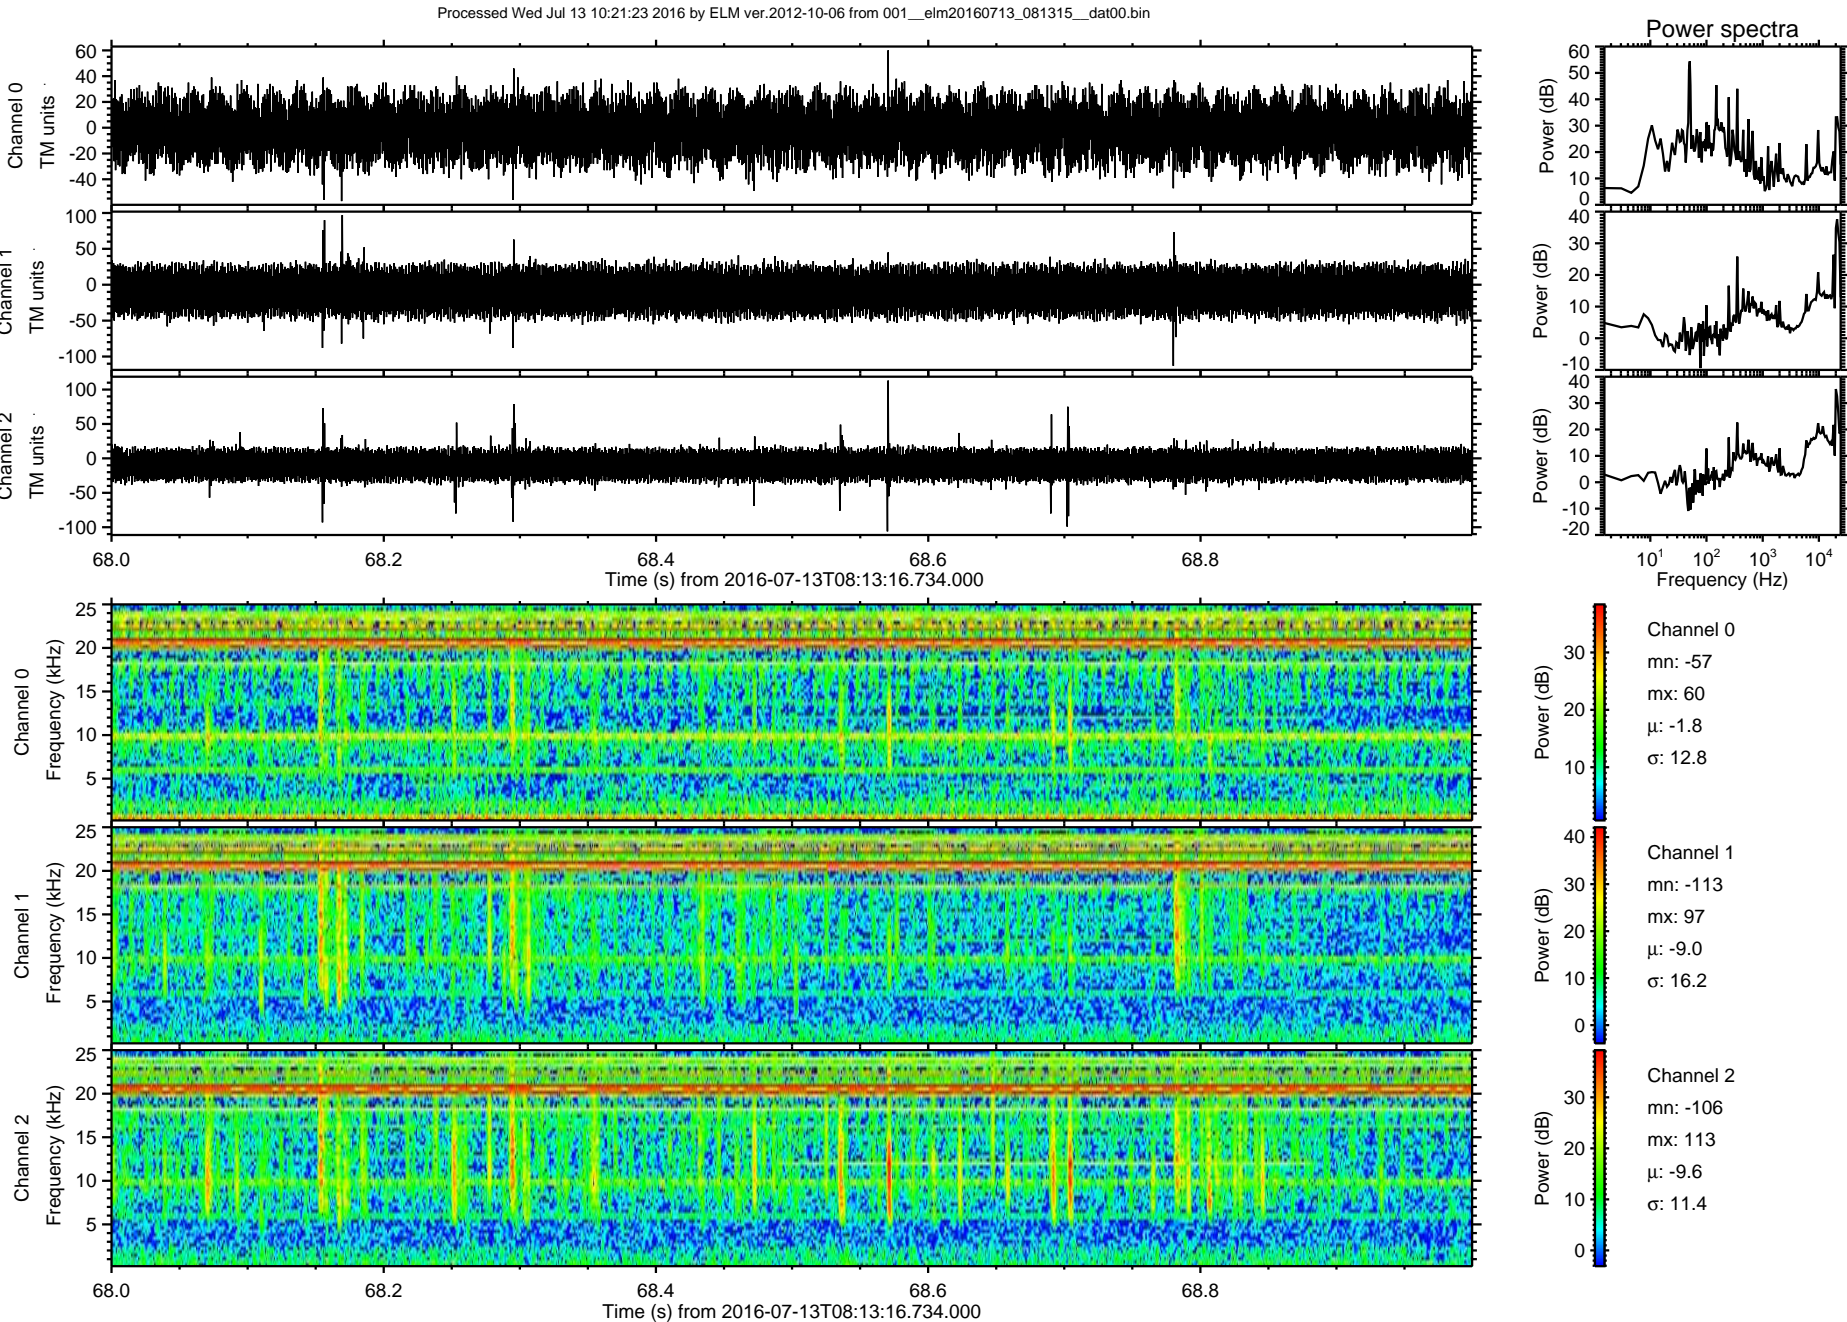 Processed Wed Jul 13 10:21:23 2016 by ELM ver.2012-10-06 from 001__elm20160713_081315__dat00.bin
Power spectra
Channel 0
TM units
60
40
20
0
-20
-40
Power (dB)
60
50
40
30
20
10
0
Channel 1
TM units
100
50
0
-50
-100
Power (dB)
40
30
20
10
0
-10
Channel 2
TM units
100
50
0
-50
-100
Power (dB)
40
30
20
10
0
-10
-20
68.0 68.2 68.4 68.6 68.8
Time (s) from 2016-07-13T08:13:16.734.000
10^1 10^2 10^3 10^4
Frequency (Hz)
Channel 0
Frequency (kHz)
25
20
15
10
5
Power (dB)
30
20
10
Channel 0
mn: -57
mx: 60
μ: -1.8
σ: 12.8
Channel 1
Frequency (kHz)
25
20
15
10
5
Power (dB)
40
30
20
10
0
Channel 1
mn: -113
mx: 97
μ: -9.0
σ: 16.2
Channel 2
Frequency (kHz)
25
20
15
10
5
Power (dB)
30
20
10
0
Channel 2
mn: -106
mx: 113
μ: -9.6
σ: 11.4
68.0 68.2 68.4 68.6 68.8
Time (s) from 2016-07-13T08:13:16.734.000